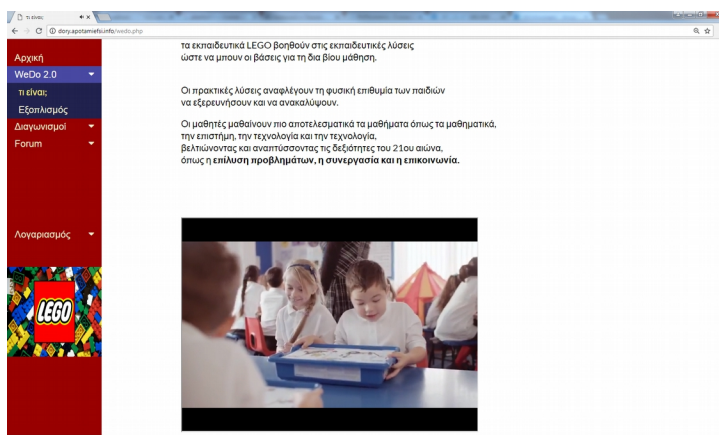 τι είναι;
dory.apotamiefsi.info/wedo.php
Αρχική
WeDo 2.0
τι είναι;
Εξοπλισμός
Διαγωνισμοί
Forum
Λογαριασμός
LEGO
τα εκπαιδευτικά LEGO βοηθούν στις εκπαιδευτικές λύσεις
ώστε να μπουν οι βάσεις για τη δια βίου μάθηση.
Οι πρακτικές λύσεις αναφλέγουν τη φυσική επιθυμία των παιδιών
να εξερευνήσουν και να ανακαλύψουν.
Οι μαθητές μαθαίνουν πιο αποτελεσματικά τα μαθήματα όπως τα μαθηματικά,
την επιστήμη, την τεχνολογία και την τεχνολογία,
βελτιώνοντας και αναπτύσσοντας τις δεξιότητες του 21ου αιώνα,
όπως η επίλυση προβλημάτων, η συνεργασία και η επικοινωνία.